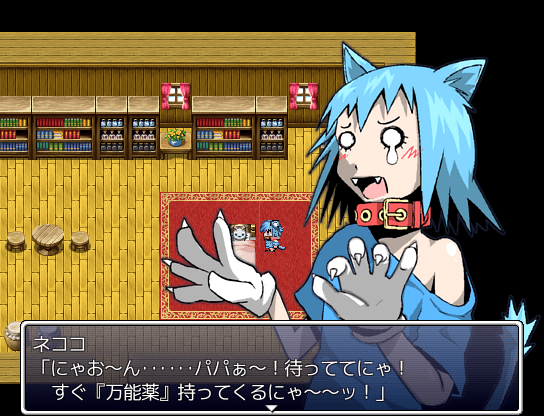 ネココ
「にゃお～ん‥‥‥パパぁ～！待っててにゃ！
すぐ『万能薬』持ってくるにゃ～～ッ！」